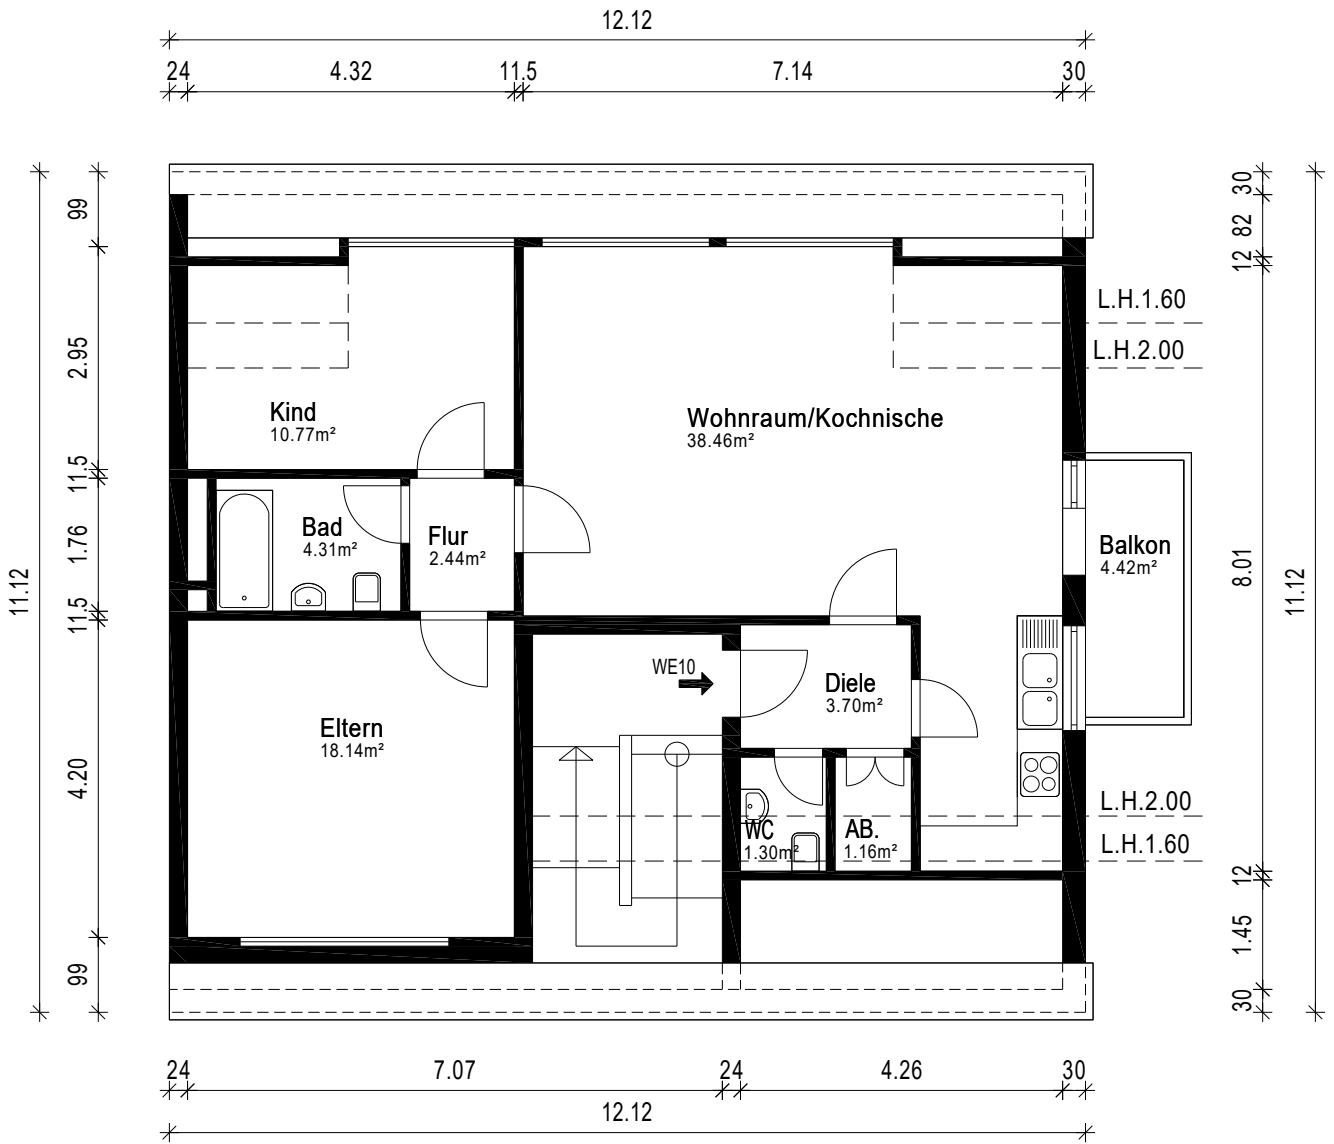 12.12
24 4.32 11.5 7.14 30
99
2.95
11.5
1.76
11.5
4.20
99
11.12
30
82
12
8.01
12
1.45
30
11.12
L.H.1.60
L.H.2.00
Kind
10.77m²
Wohnraum/Kochnische
38.46m²
Bad
4.31m²
Flur
2.44m²
Balkon
4.42m²
WE10
Diele
3.70m²
Eltern
18.14m²
L.H.2.00
WC
1.30m²
AB.
1.16m²
L.H.1.60
24 7.07 24 4.26 30
12.12